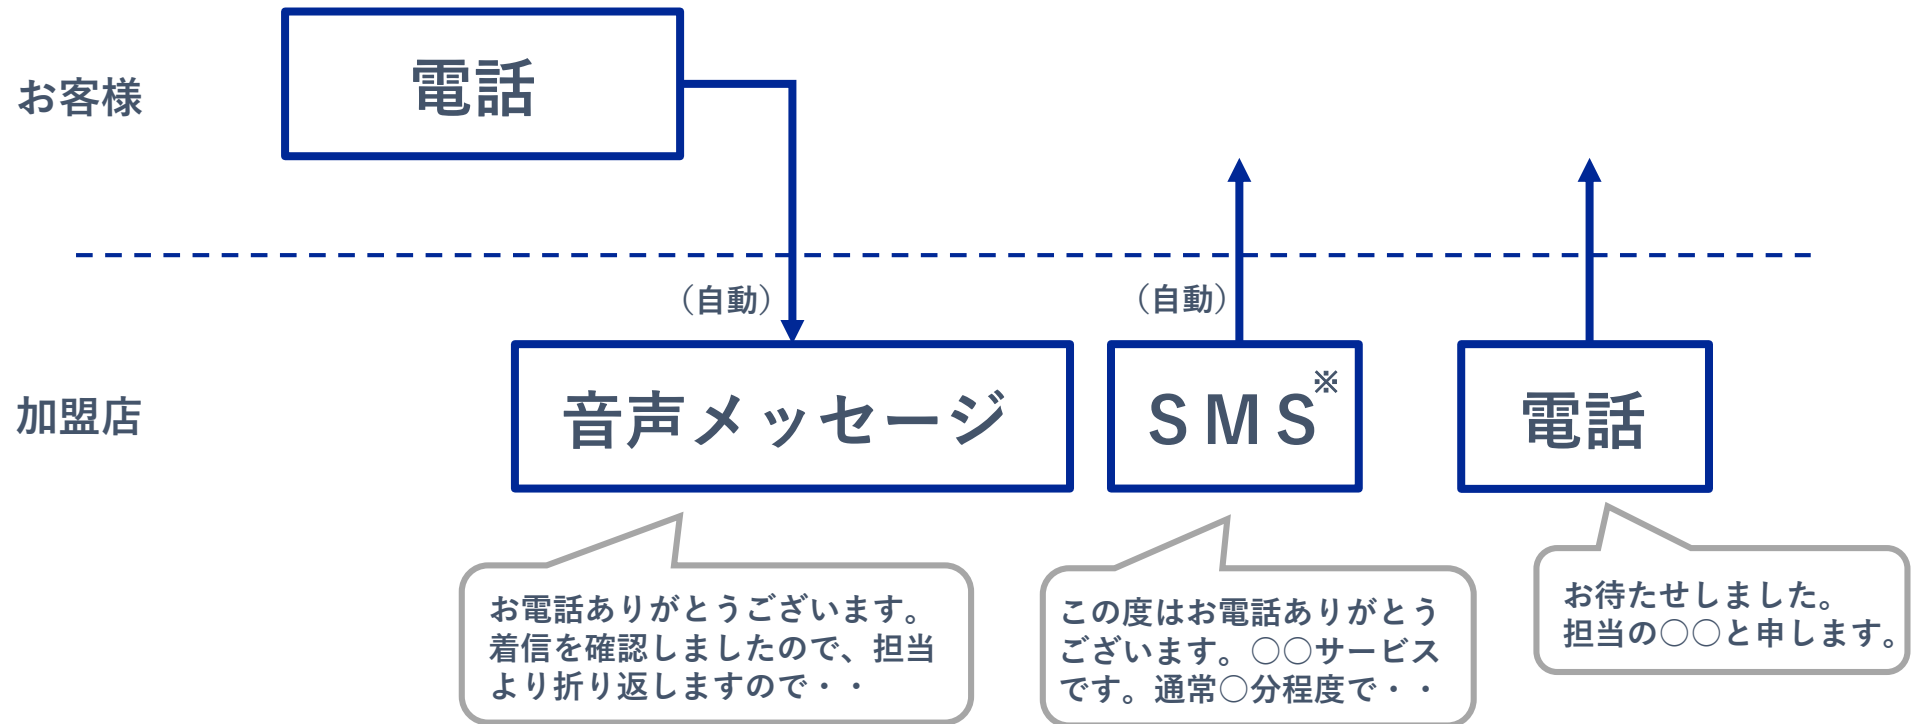 お客様
電話
（自動）
（自動）
加盟店
音声メッセージ
ＳＭＳ※
電話
お電話ありがとうございます。
着信を確認しましたので、担当
より折り返しますので・・
この度はお電話ありがとう
ございます。○○サービス
です。通常○分程度で・・
お待たせしました。
担当の○○と申します。